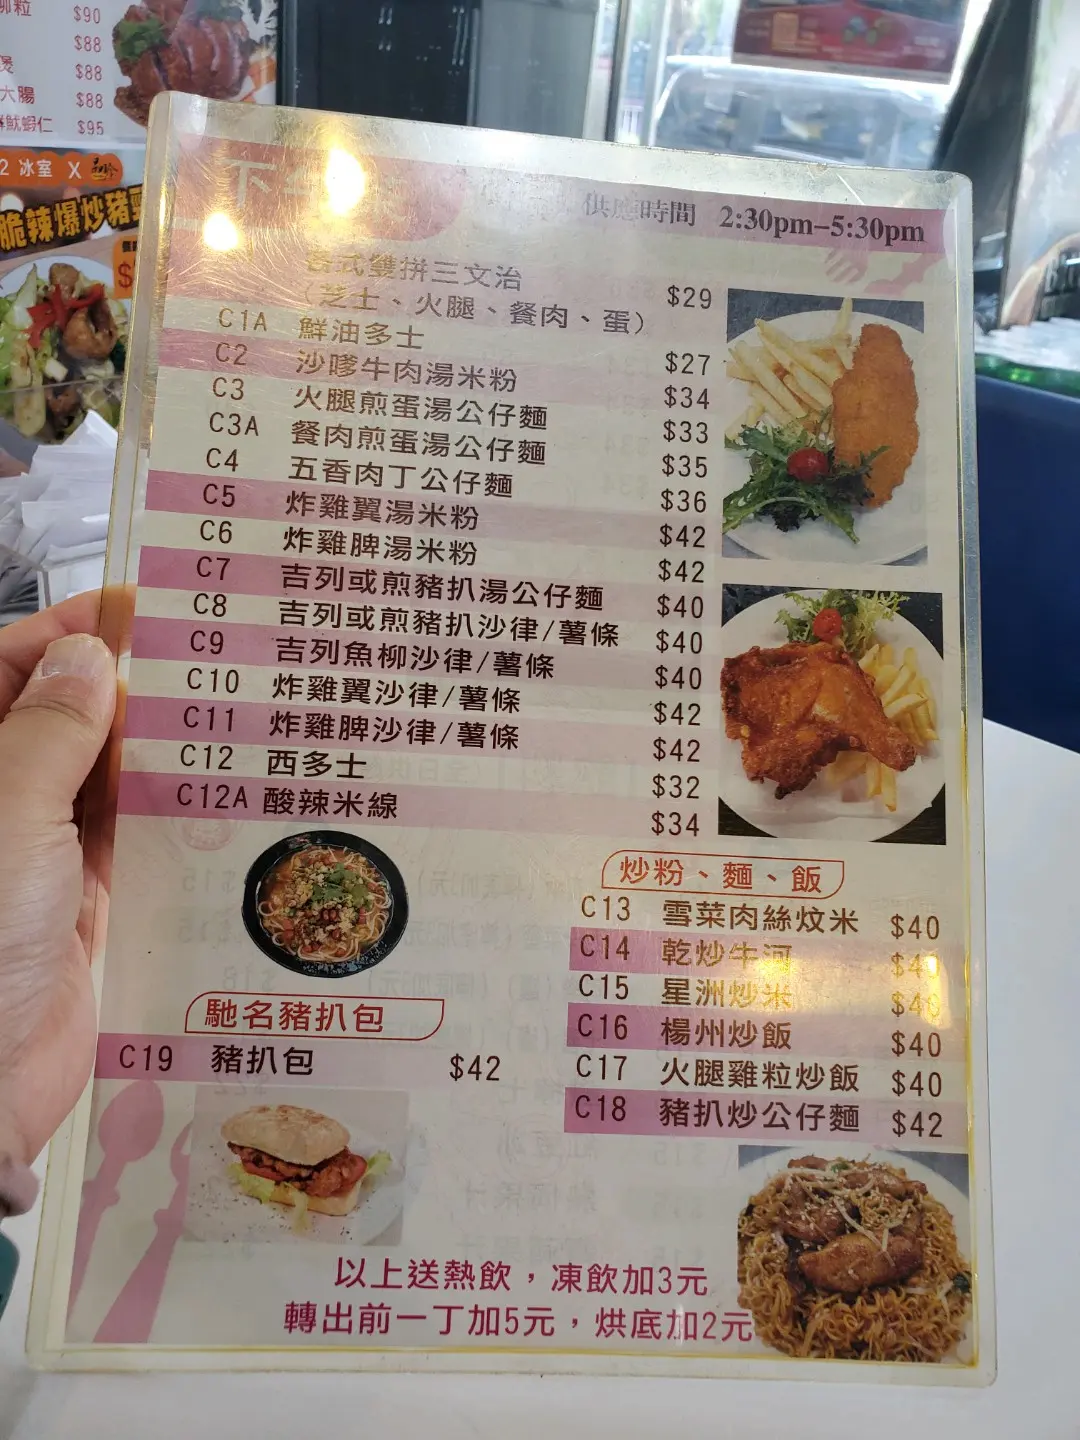 $90
$88
$88
大腸 $88
魷蝦仁 $95
2 冰室 X
脆辣爆炒豬
下午
供應時間 2:30pm-5:30pm
各式雙拼三文治
(芝士、火腿、餐肉、蛋) $29
C1A 鮮油多士 $27
C2 沙嗲牛肉湯米粉 $34
C3 火腿煎蛋湯公仔麵 $33
C3A 餐肉煎蛋湯公仔麵 $35
C4 五香肉丁公仔麵 $36
C5 炸雞翼湯米粉 $42
C6 炸雞脾湯米粉 $42
C7 吉列或煎豬扒湯公仔麵 $40
C8 吉列或煎豬扒沙律/薯條 $40
C9 吉列魚柳沙律/薯條 $40
C10 炸雞翼沙律/薯條 $42
C11 炸雞脾沙律/薯條 $42
C12 西多士 $32
C12A 酸辣米線 $34
炒粉、麵、飯
C13 雪菜肉絲炆米 $40
C14 乾炒牛河
C15 星洲炒米
C16 楊州炒飯 $40
C17 火腿雞粒炒飯 $40
C18 豬扒炒公仔麵 $42
馳名豬扒包
C19 豬扒包 $42
以上送熱飲，凍飲加3元
轉出前一丁加5元，烘底加2元